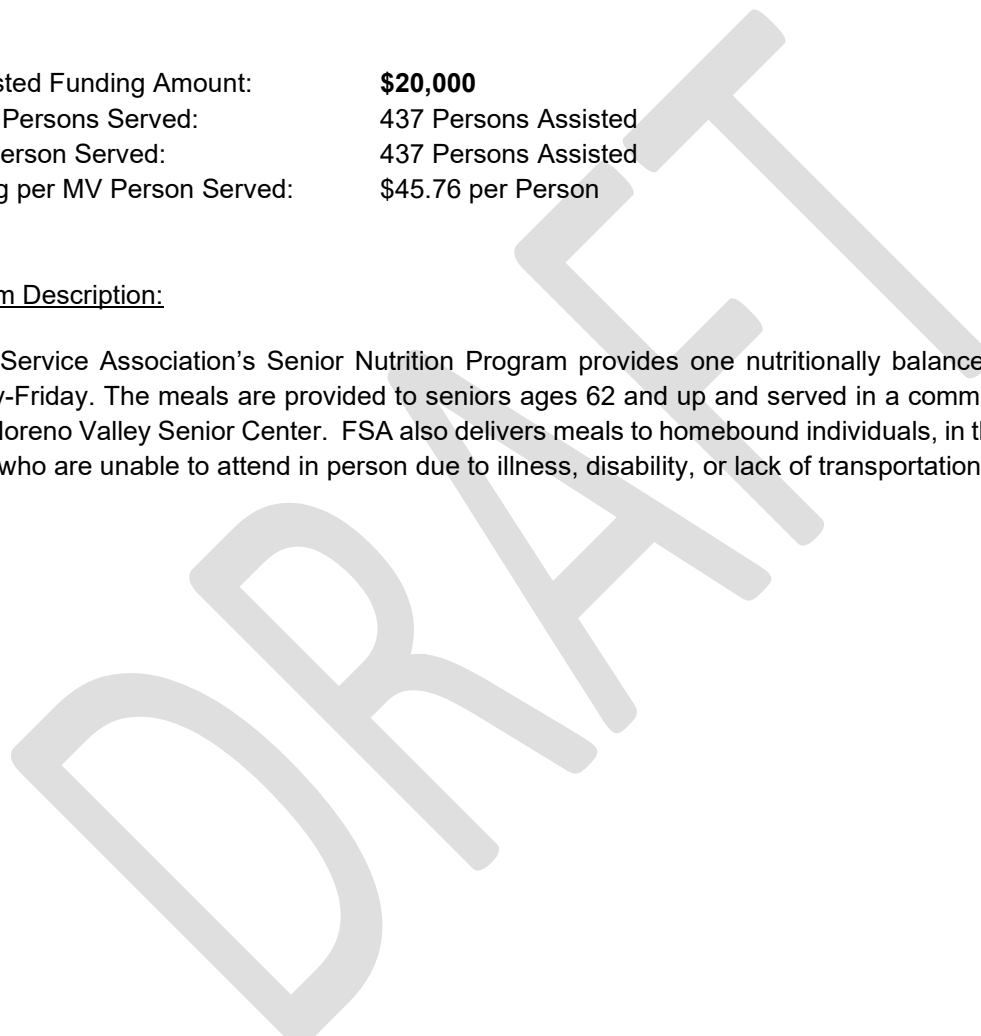 sted Funding Amount: $20,000
Persons Served: 437 Persons Assisted
erson Served: 437 Persons Assisted
g per MV Person Served: $45.76 per Person
m Description:
Service Association’s Senior Nutrition Program provides one nutritionally balance
y-Friday. The meals are provided to seniors ages 62 and up and served in a comm
Moreno Valley Senior Center. FSA also delivers meals to homebound individuals, in th
who are unable to attend in person due to illness, disability, or lack of transportation
DRAFT